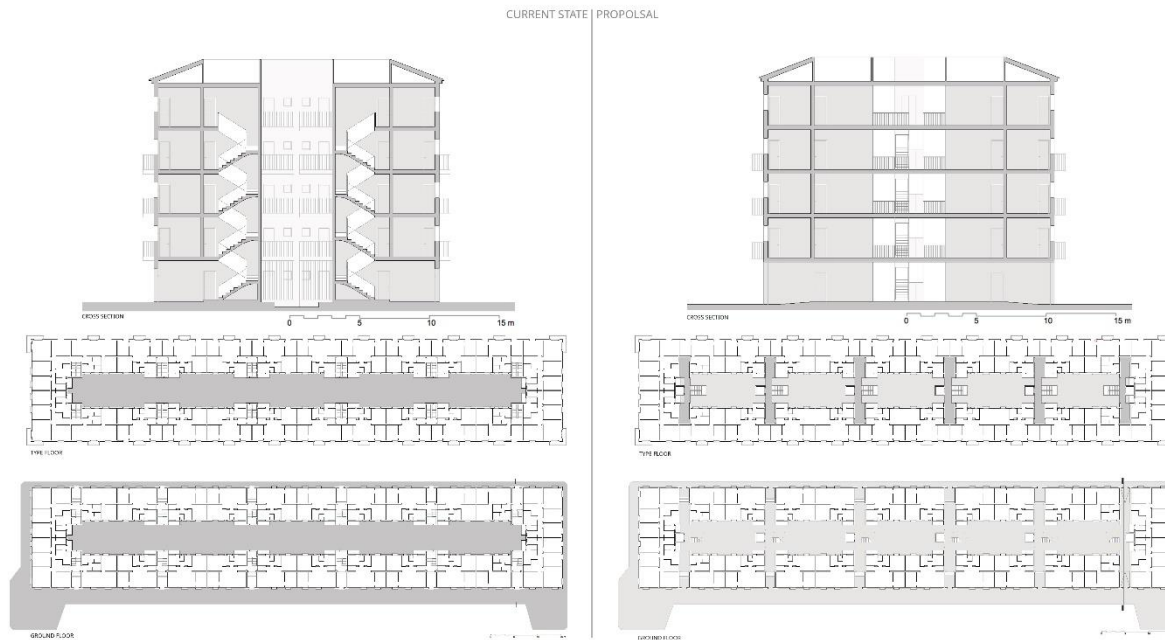 CURRENT STATE | PROPOLSAL
CROSS SECTION
0 5 10 15 m
TYPE FLOOR
GROUND FLOOR
CROSS SECTION
0 5 10 15 m
TYPE FLOOR
GROUND FLOOR